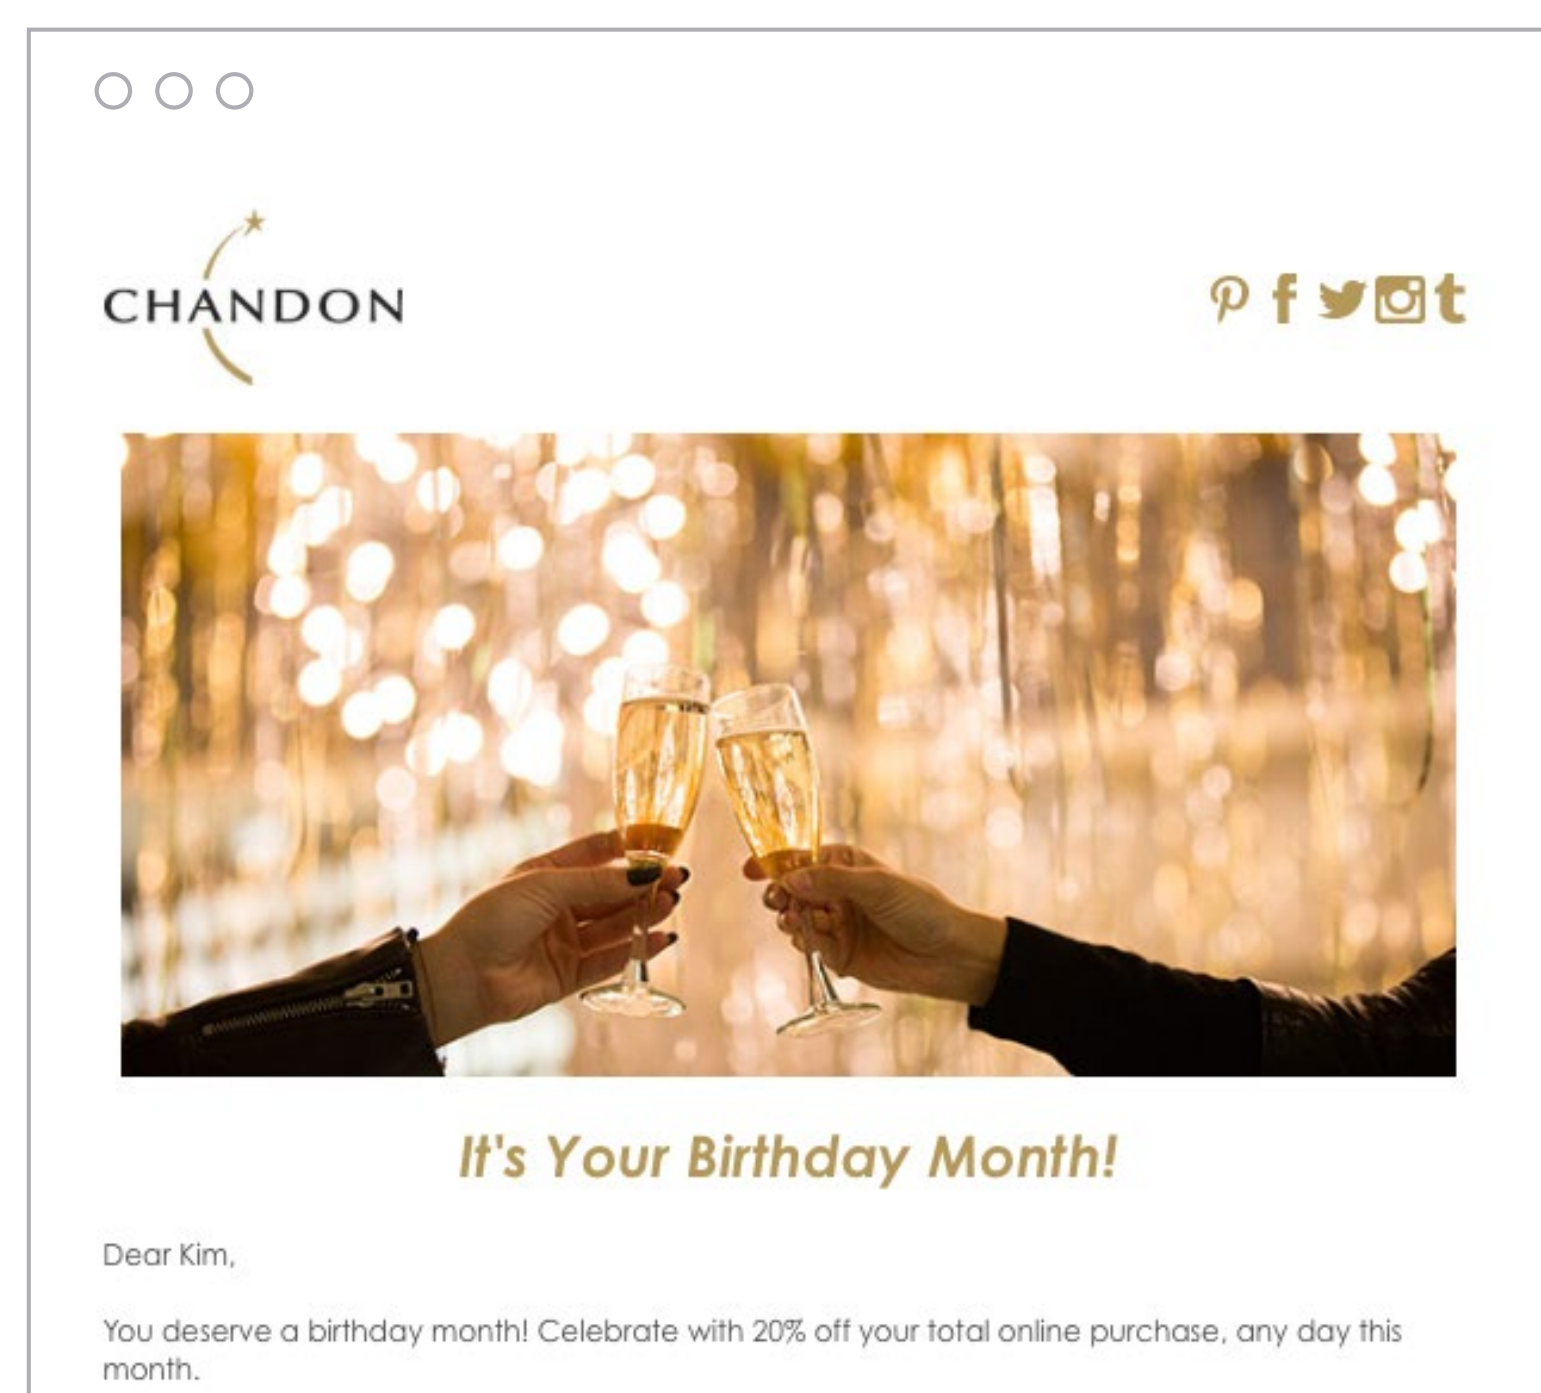 CHANDON
It's Your Birthday Month!
Dear Kim,
You deserve a birthday month! Celebrate with 20% off your total online purchase, any day this
month.